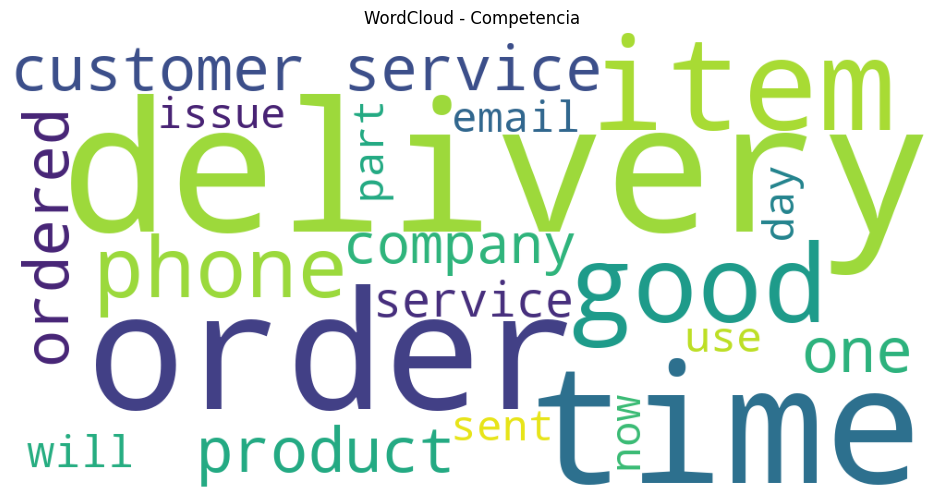 WordCloud - Competencia
customer service
item
ordered
issue
delivery
part
email
day
phone
company
good
order
service
use
one
time
will
product
sent
now